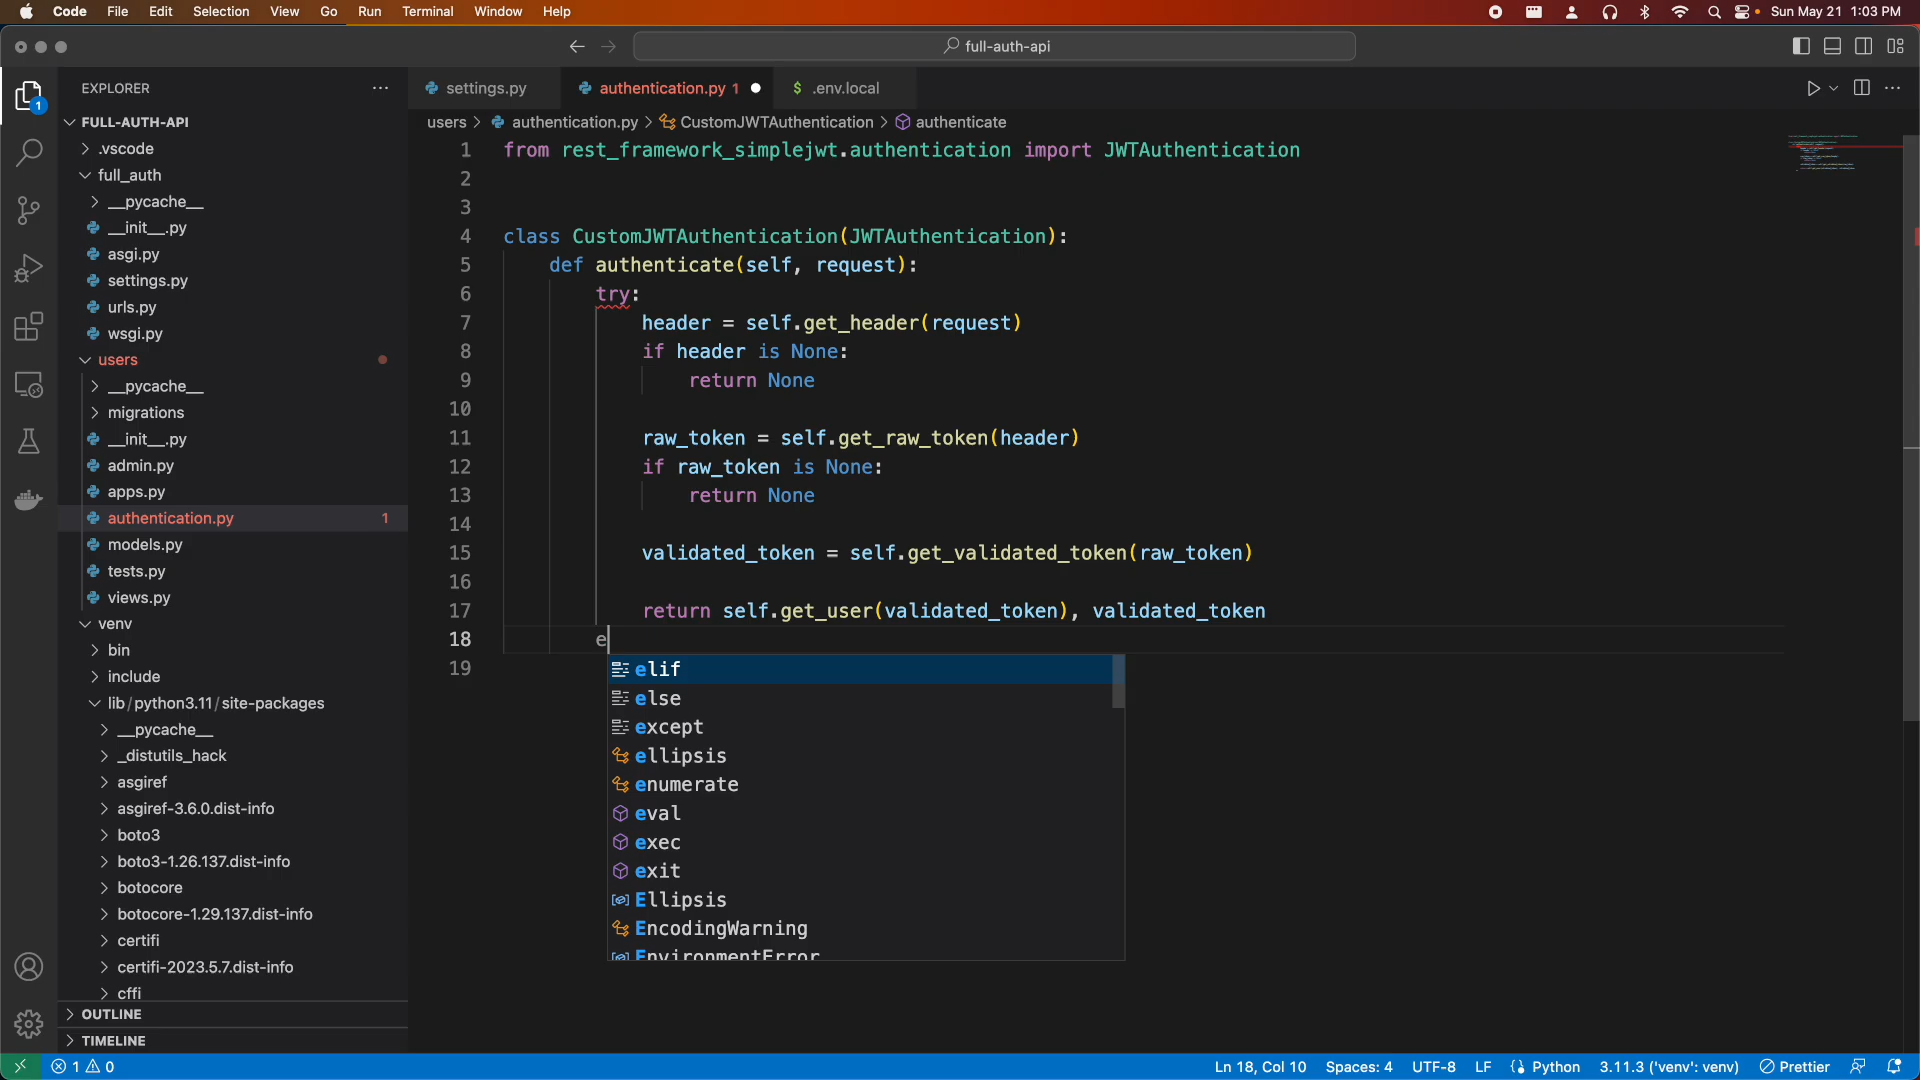 Code File Edit Selection View Go Run Terminal Window Help Sun May 21 1:03 PM
full-auth-api
EXPLORER
settings.py authentication.py 1 $ .env.local
users > authentication.py > CustomJWTAuthentication > authenticate
1
FULL-AUTH-API
.vscode
full_auth
__pycache__
__init__.py
asgi.py
settings.py
urls.py
wsgi.py
users
__pycache__
migrations
__init__.py
admin.py
apps.py
authentication.py 1
models.py
tests.py
views.py
venv
bin
include
lib/python3.11/site-packages
__pycache__
_distutils_hack
asgiref
asgiref-3.6.0.dist-info
boto3
boto3-1.26.137.dist-info
botocore
botocore-1.29.137.dist-info
certifi
certifi-2023.5.7.dist-info
cffi
OUTLINE
TIMELINE
1 from rest_framework_simplejwt.authentication import JWTAuthentication
2
3
4 class CustomJWTAuthentication(JWTAuthentication):
5 def authenticate(self, request):
6 try:
7 header = self.get_header(request)
8 if header is None:
9 return None
10
11 raw_token = self.get_raw_token(header)
12 if raw_token is None:
13 return None
14
15 validated_token = self.get_validated_token(raw_token)
16
17 return self.get_user(validated_token), validated_token
18 e
19
elif
else
except
ellipsis
enumerate
eval
exec
exit
Ellipsis
EncodingWarning
EnvironmentError
1 0 Ln 18, Col 10 Spaces: 4 UTF-8 LF Python 3.11.3 ('venv': venv) Prettier